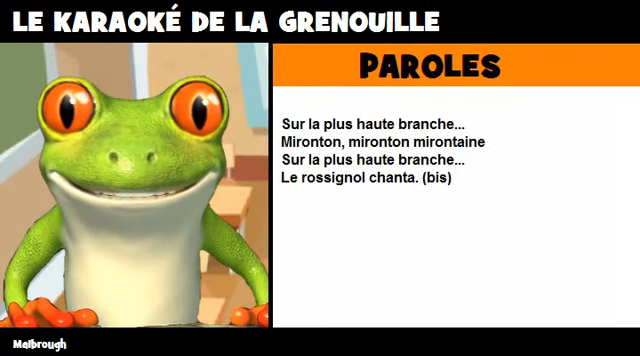 LE KARAOKÉ DE LA GRENOUILLE
PAROLES
Sur la plus haute branche...
Mironton, mironton mirontaine
Sur la plus haute branche...
Le rossignol chanta. (bis)
Malbrough